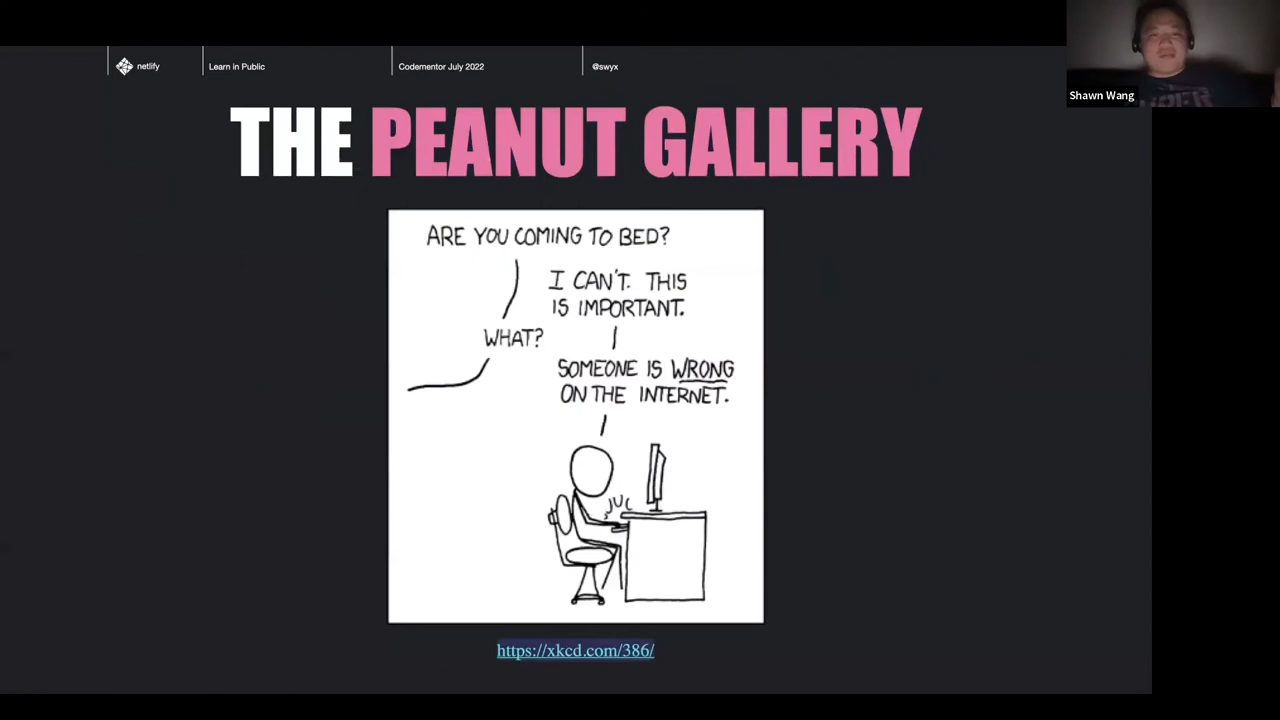 netlify
Learn in Public
Codementor July 2022
@swyx
Shawn Wang
THE PEANUT GALLERY
ARE YOU COMING TO BED?
I CAN'T. THIS
IS IMPORTANT.
WHAT?
SOMEONE IS WRONG
ON THE INTERNET.
https://xkcd.com/386/